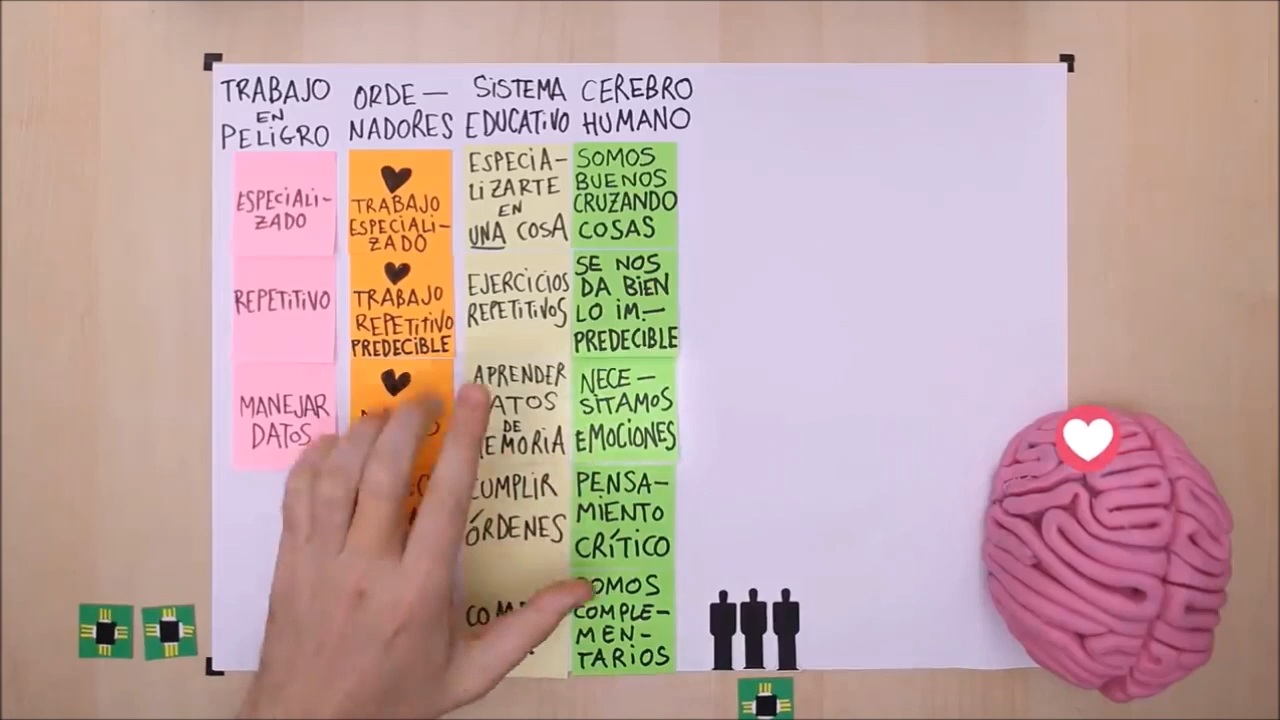 TRABAJO
EN
PELIGRO
ORDE—
NADORES
SISTEMA
EDUCATIVO
CEREBRO
HUMANO
ESPECIALI-
ZADO
REPETITIVO
MANEJAR
DATOS
TRABAJO
ESPECIALI-
ZADO
TRABAJO
REPETITIVO
PREDECIBLE
ESPECIA-
LIZARTE
EN
UNA COSA
EJERCICIOS
REPETITIVOS
APRENDER
DE
CUMPLIR
ÓRDENES
SOMOS
BUENOS
CRUZANDO
COSAS
SE NOS
DA BIEN
LO IM—
PREDECIBLE
NECE—
SITAMOS
EMOCIONES
PENSA-
MIENTO
CRÍTICO
SOMOS
COMPLE-
MEN-
TARIOS